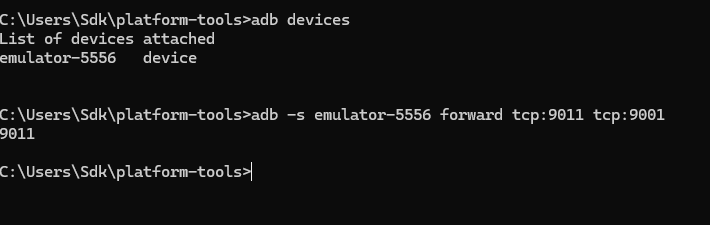 C:\Users\Sdk\platform-tools>adb devices
List of devices attached
emulator-5556   device
C:\Users\Sdk\platform-tools>adb -s emulator-5556 forward tcp:9011 tcp:9001
9011
C:\Users\Sdk\platform-tools>